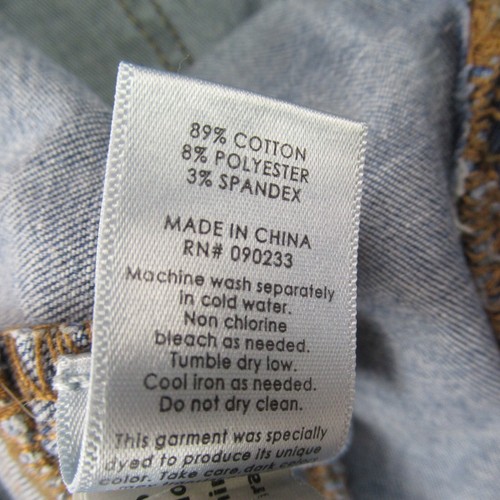 89% COTTON
8% POLYESTER
3% SPANDEX
MADE IN CHINA
RN# 090233
Machine wash separately
in cold water.
Non chlorine
bleach as needed.
Tumble dry low.
Cool iron as needed.
Do not dry clean.
This garment was specially
dyed to produce its unique
color. Take care, dark